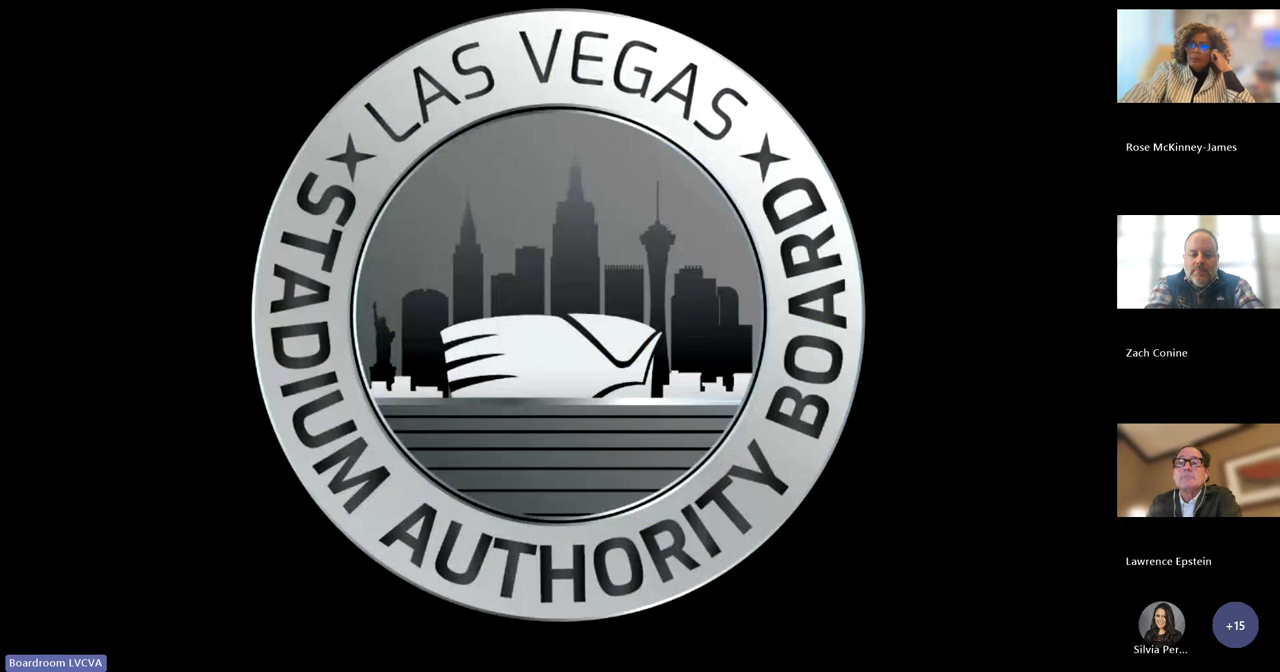 LAS VEGAS
STADIUM AUTHORITY BOARD
Rose McKinney-James
Zach Conine
Lawrence Epstein
+15
Silvia Per...
Boardroom LVCVA